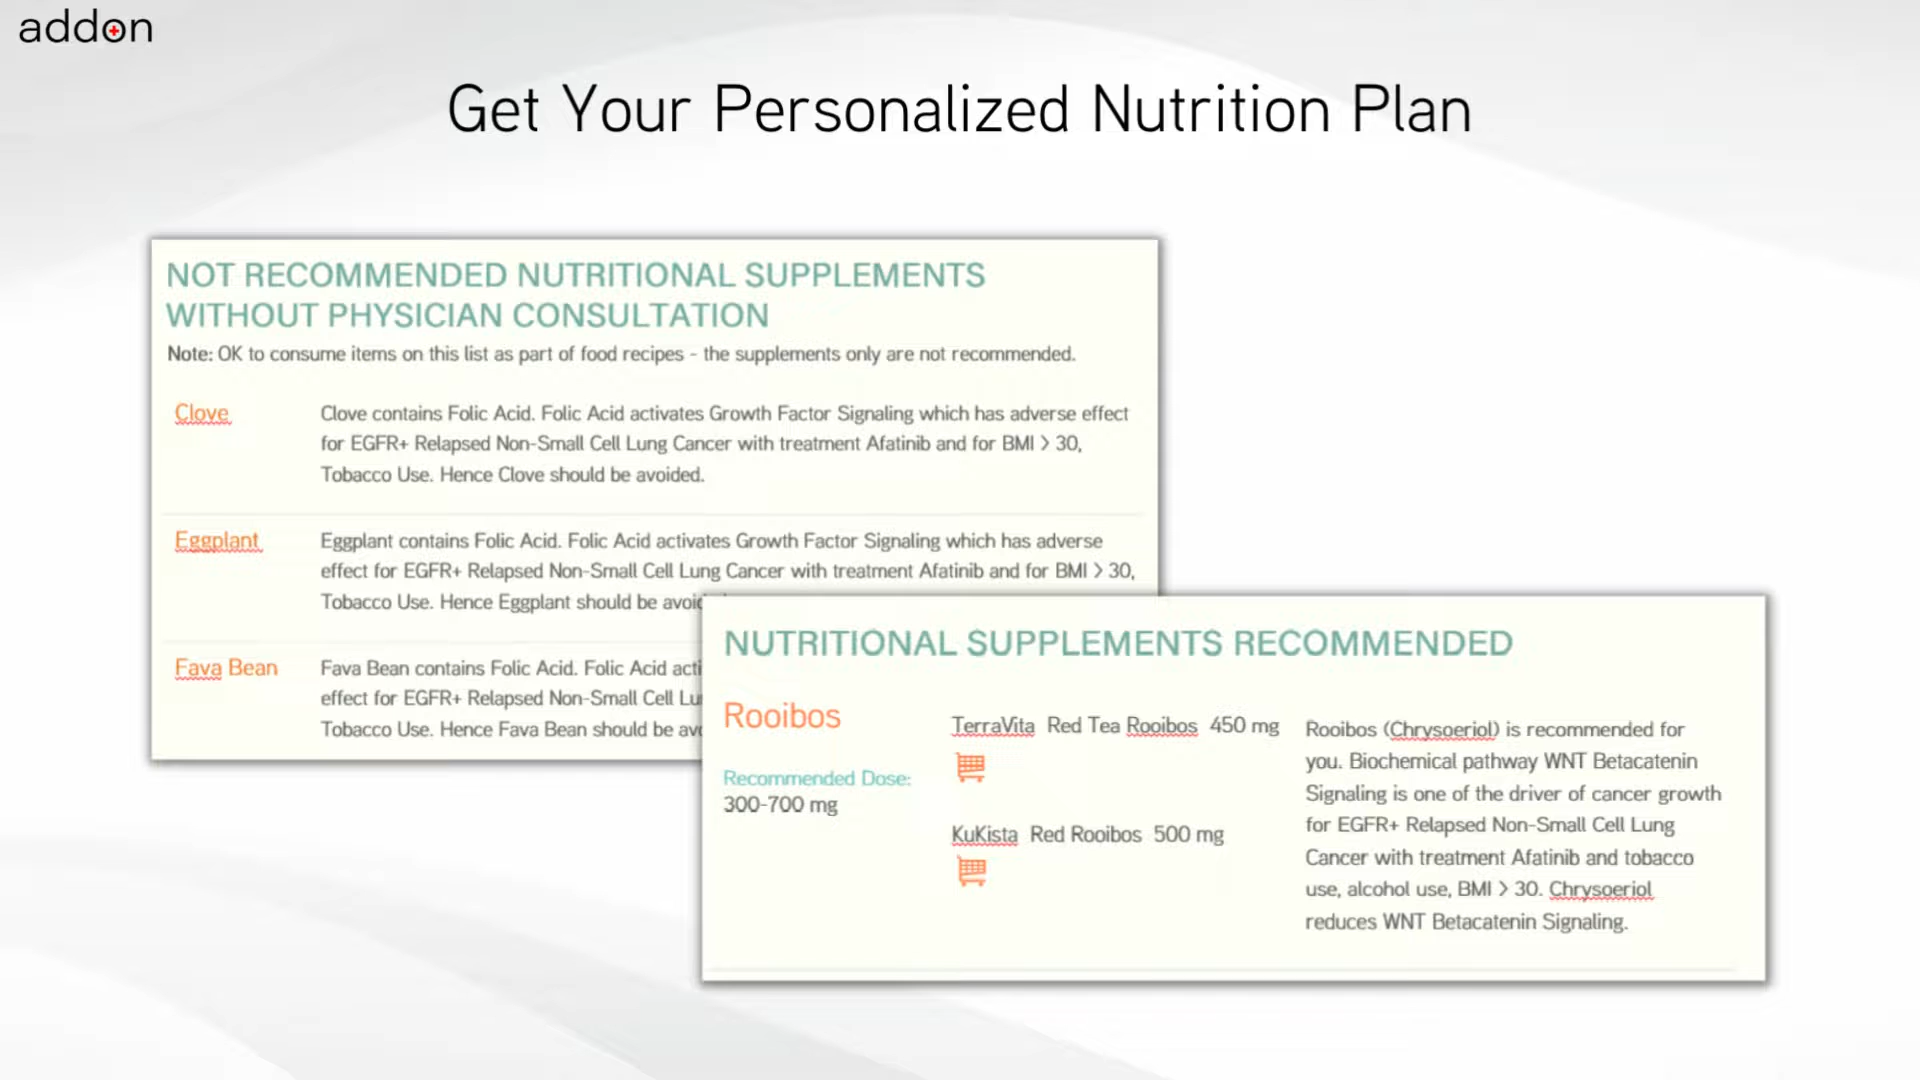 addon
Get Your Personalized Nutrition Plan
NOT RECOMMENDED NUTRITIONAL SUPPLEMENTS
WITHOUT PHYSICIAN CONSULTATION
Note: OK to consume items on this list as part of food recipes - the supplements only are not recommended.
Clove
Clove contains Folic Acid. Folic Acid activates Growth Factor Signaling which has adverse effect
for EGFR+ Relapsed Non-Small Cell Lung Cancer with treatment Afatinib and for BMI > 30,
Tobacco Use. Hence Clove should be avoided.
Eggplant
Eggplant contains Folic Acid. Folic Acid activates Growth Factor Signaling which has adverse
effect for EGFR+ Relapsed Non-Small Cell Lung Cancer with treatment Afatinib and for BMI > 30,
Tobacco Use. Hence Eggplant should be
Fava Bean
Fava Bean contains Folic Acid. Folic Acid
effect for EGFR+ Relapsed Non-Small Cell
Tobacco Use. Hence Fava Bean should be
NUTRITIONAL SUPPLEMENTS RECOMMENDED
Rooibos
Recommended Dose:
300-700 mg
TerraVita Red Tea Rooibos 450 mg
KuKista Red Rooibos 500 mg
Rooibos (Chrysoeriol) is recommended for
you. Biochemical pathway WNT Betacatenin
Signaling is one of the driver of cancer growth
for EGFR+ Relapsed Non-Small Cell Lung
Cancer with treatment Afatinib and tobacco
use, alcohol use, BMI > 30. Chrysoeriol
reduces WNT Betacatenin Signaling.